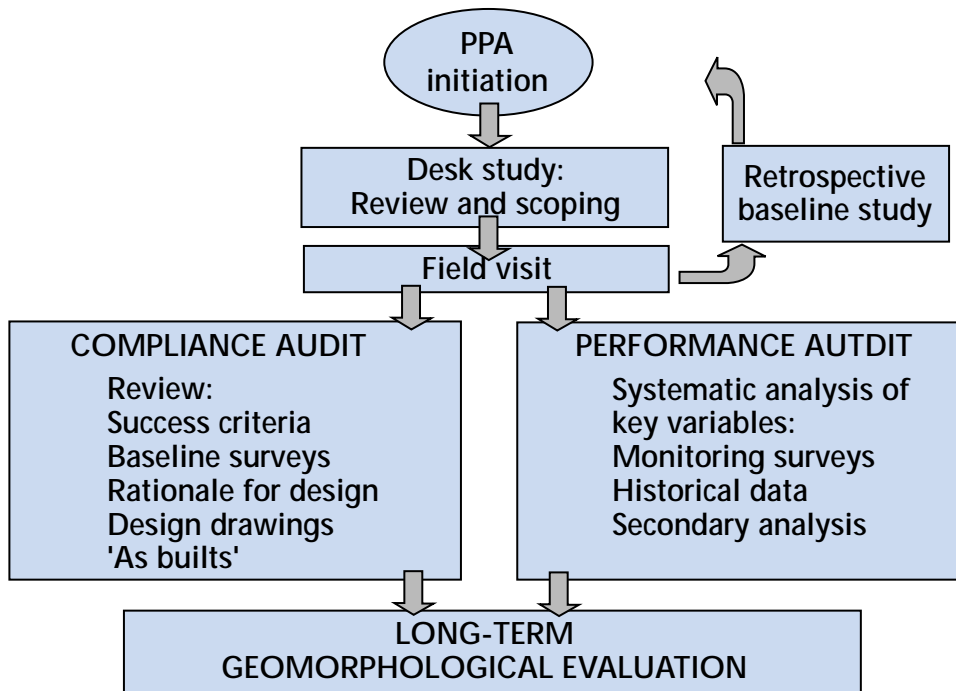 PPA
initiation
Desk study:
Review and scoping
Retrospective
baseline study
Field visit
COMPLIANCE AUDIT
Review:
Success criteria
Baseline surveys
Rationale for design
Design drawings
'As builts'
PERFORMANCE AUTDIT
Systematic analysis of
key variables:
Monitoring surveys
Historical data
Secondary analysis
LONG-TERM
GEOMORPHOLOGICAL EVALUATION